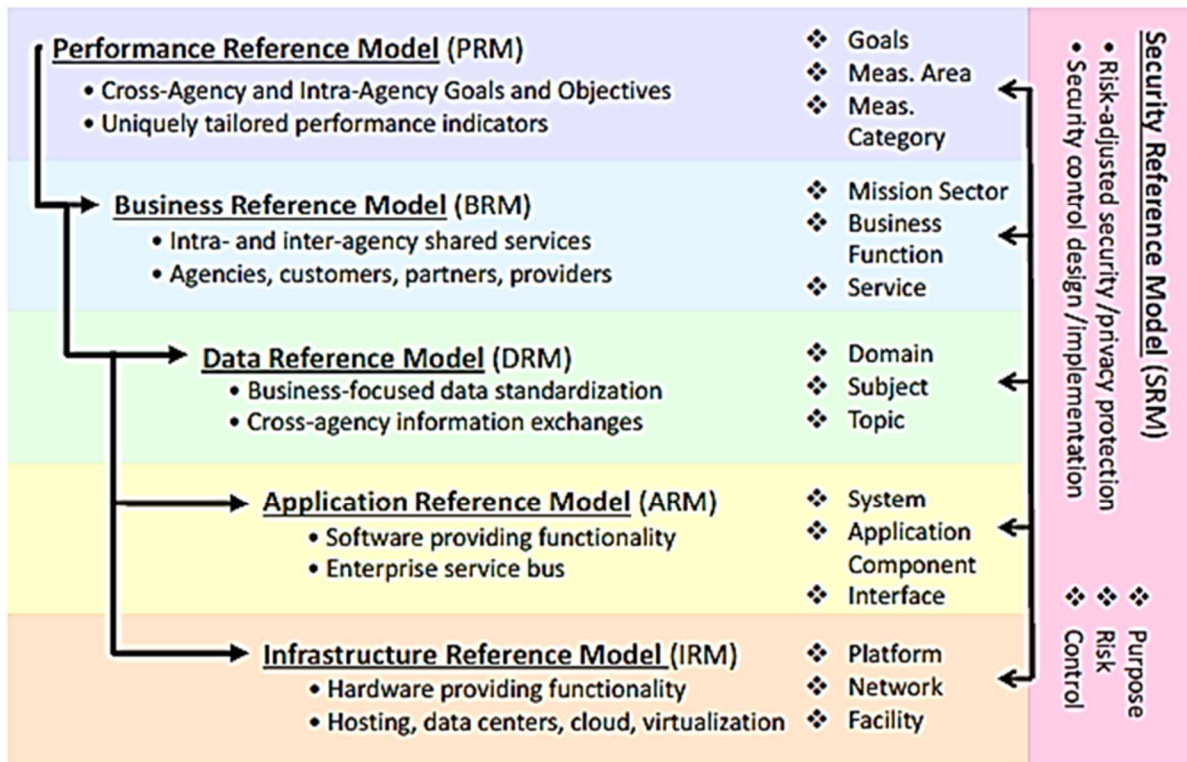 Performance Reference Model (PRM)
• Cross-Agency and Intra-Agency Goals and Objectives
• Uniquely tailored performance indicators
❖ Goals
❖ Meas. Area
❖ Meas.
Category
Business Reference Model (BRM)
• Intra- and inter-agency shared services
• Agencies, customers, partners, providers
❖ Mission Sector
❖ Business
Function
❖ Service
Data Reference Model (DRM)
• Business-focused data standardization
• Cross-agency information exchanges
❖ Domain
❖ Subject
❖ Topic
Application Reference Model (ARM)
• Software providing functionality
• Enterprise service bus
❖ System
❖ Application
Component
❖ Interface
Infrastructure Reference Model (IRM)
• Hardware providing functionality
• Hosting, data centers, cloud, virtualization
❖ Platform
❖ Network
❖ Facility
Security Reference Model (SRM)
• Risk-adjusted security/privacy protection
• Security control design/implementation
❖ Purpose
❖ Risk
❖ Control